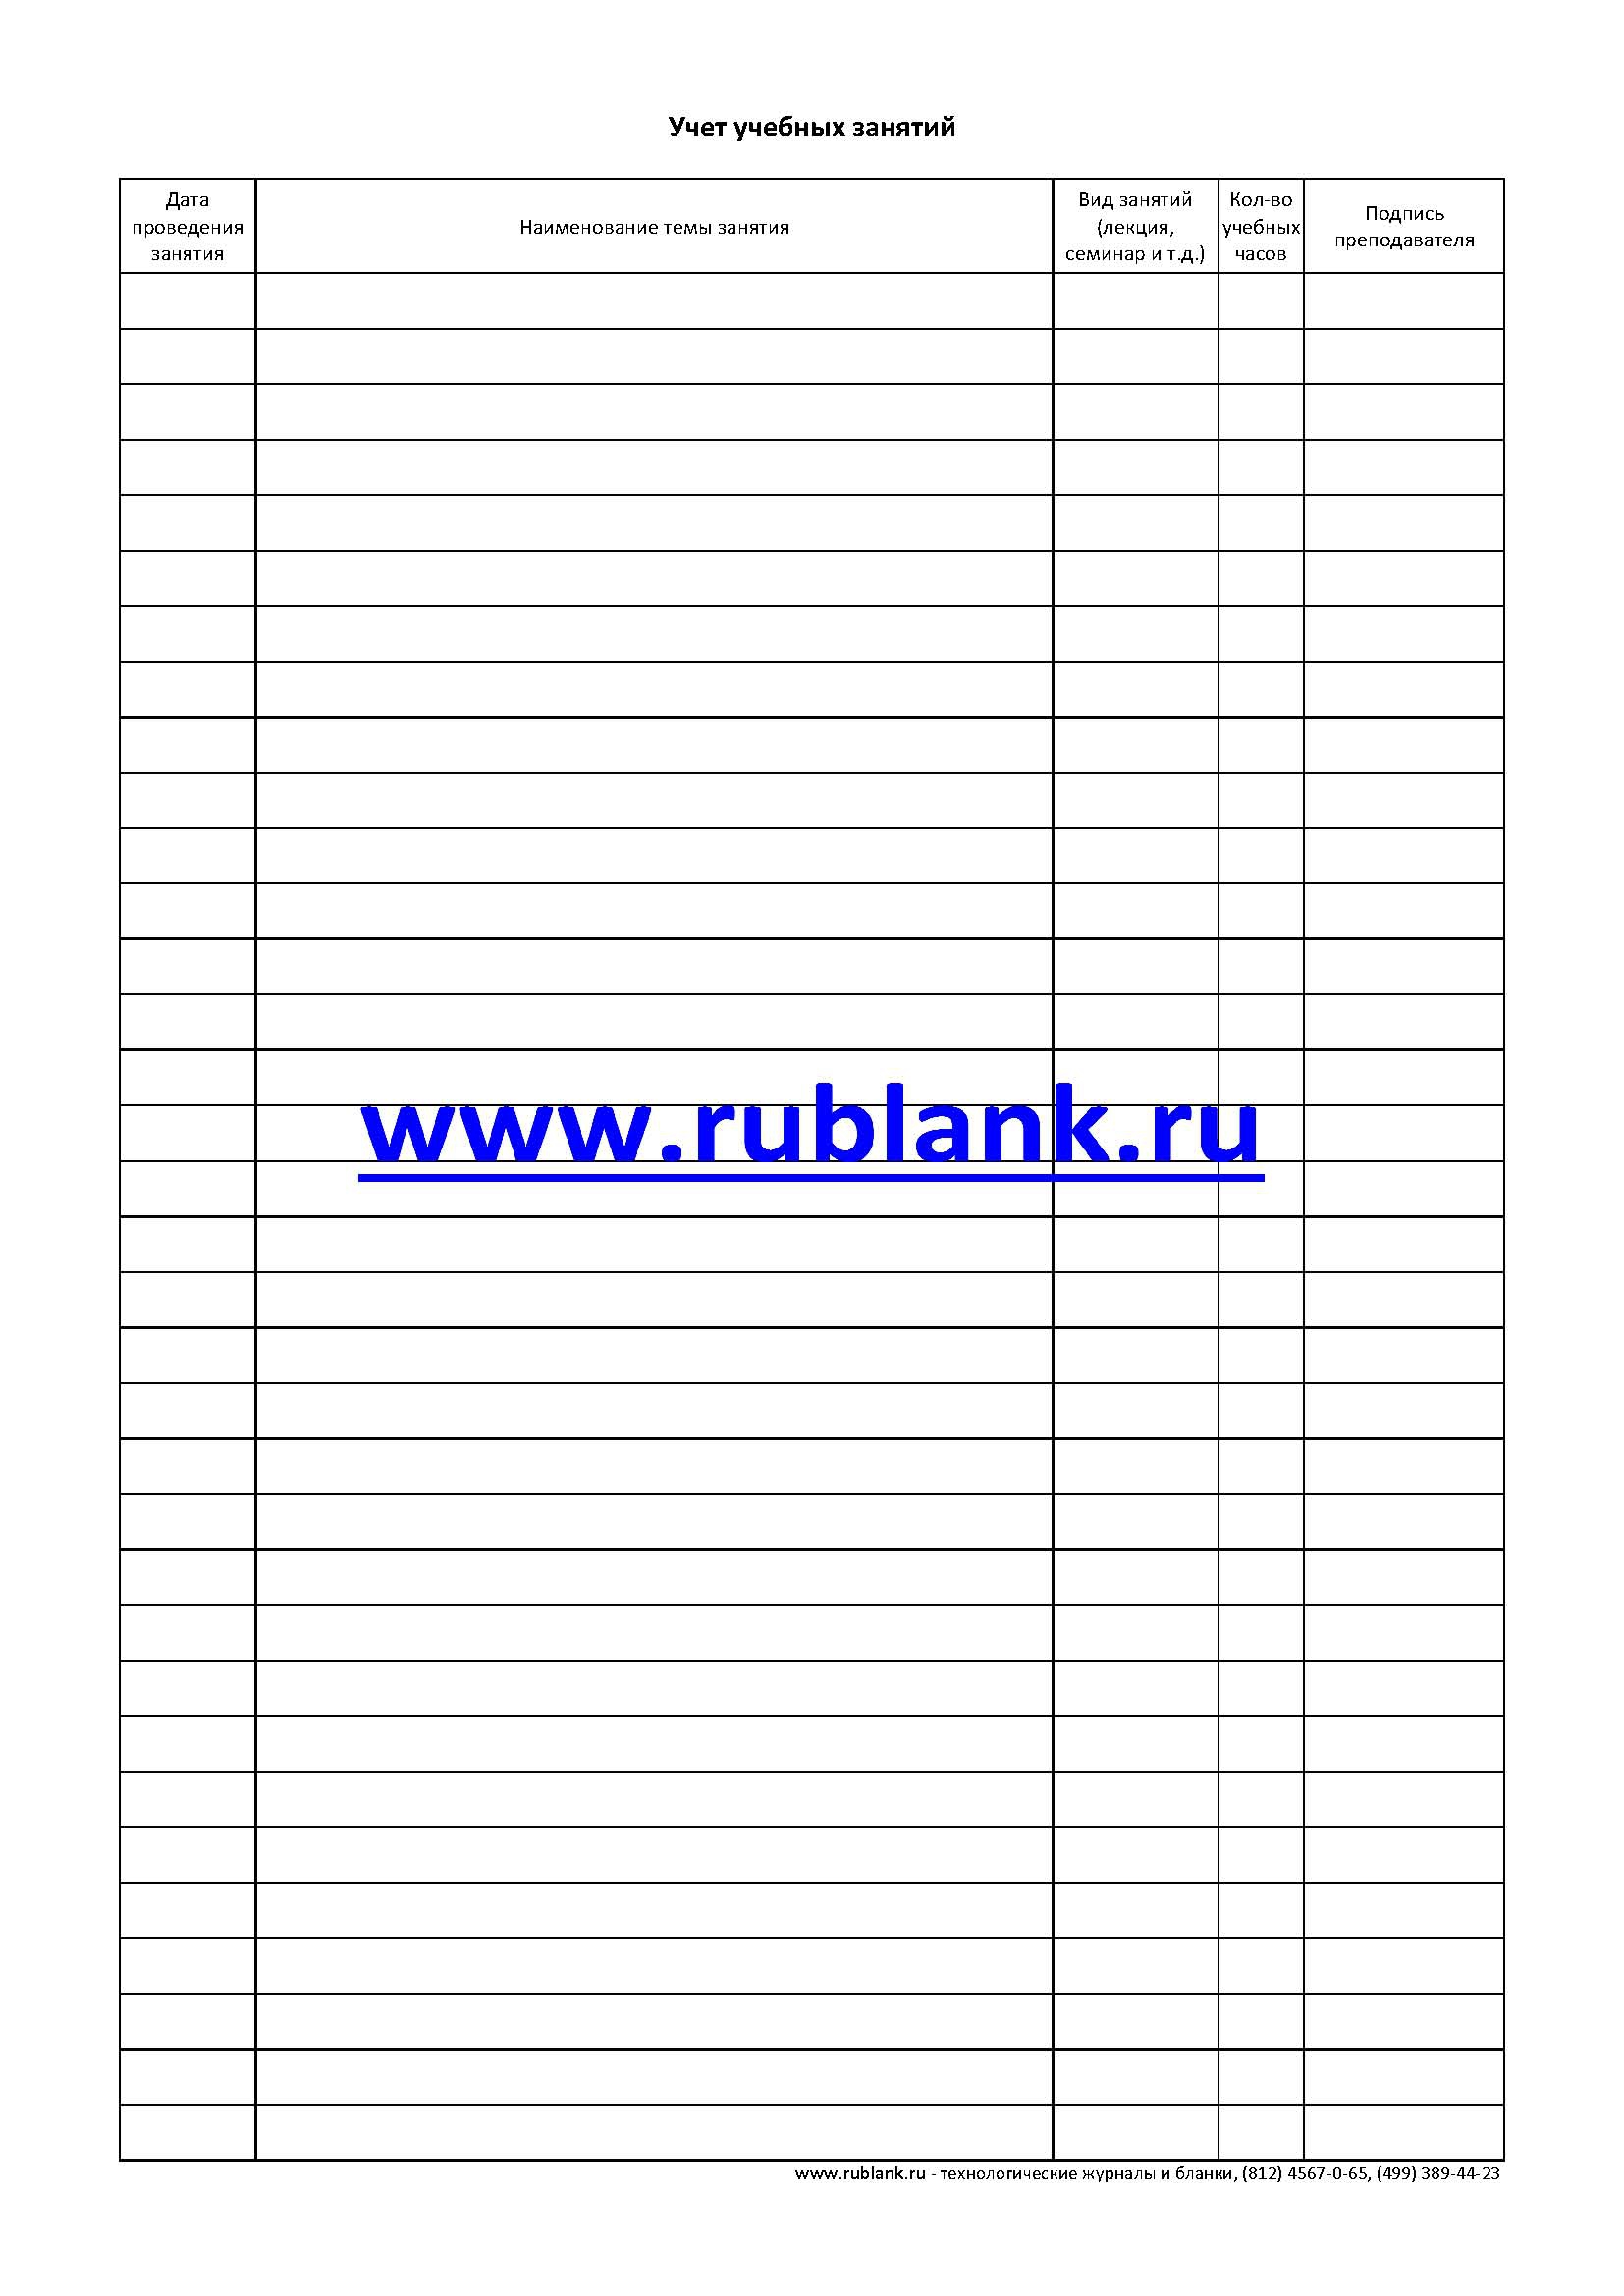 Учет учебных занятий
Дата
проведения
занятия
Наименование темы занятия
Вид занятий
(лекция,
семинар и т.д.)
Кол-во
учебных
часов
Подпись
преподавателя
www.rublank.ru
www.rublank.ru - технологические журналы и бланки, (812) 4567-0-65, (499) 389-44-23